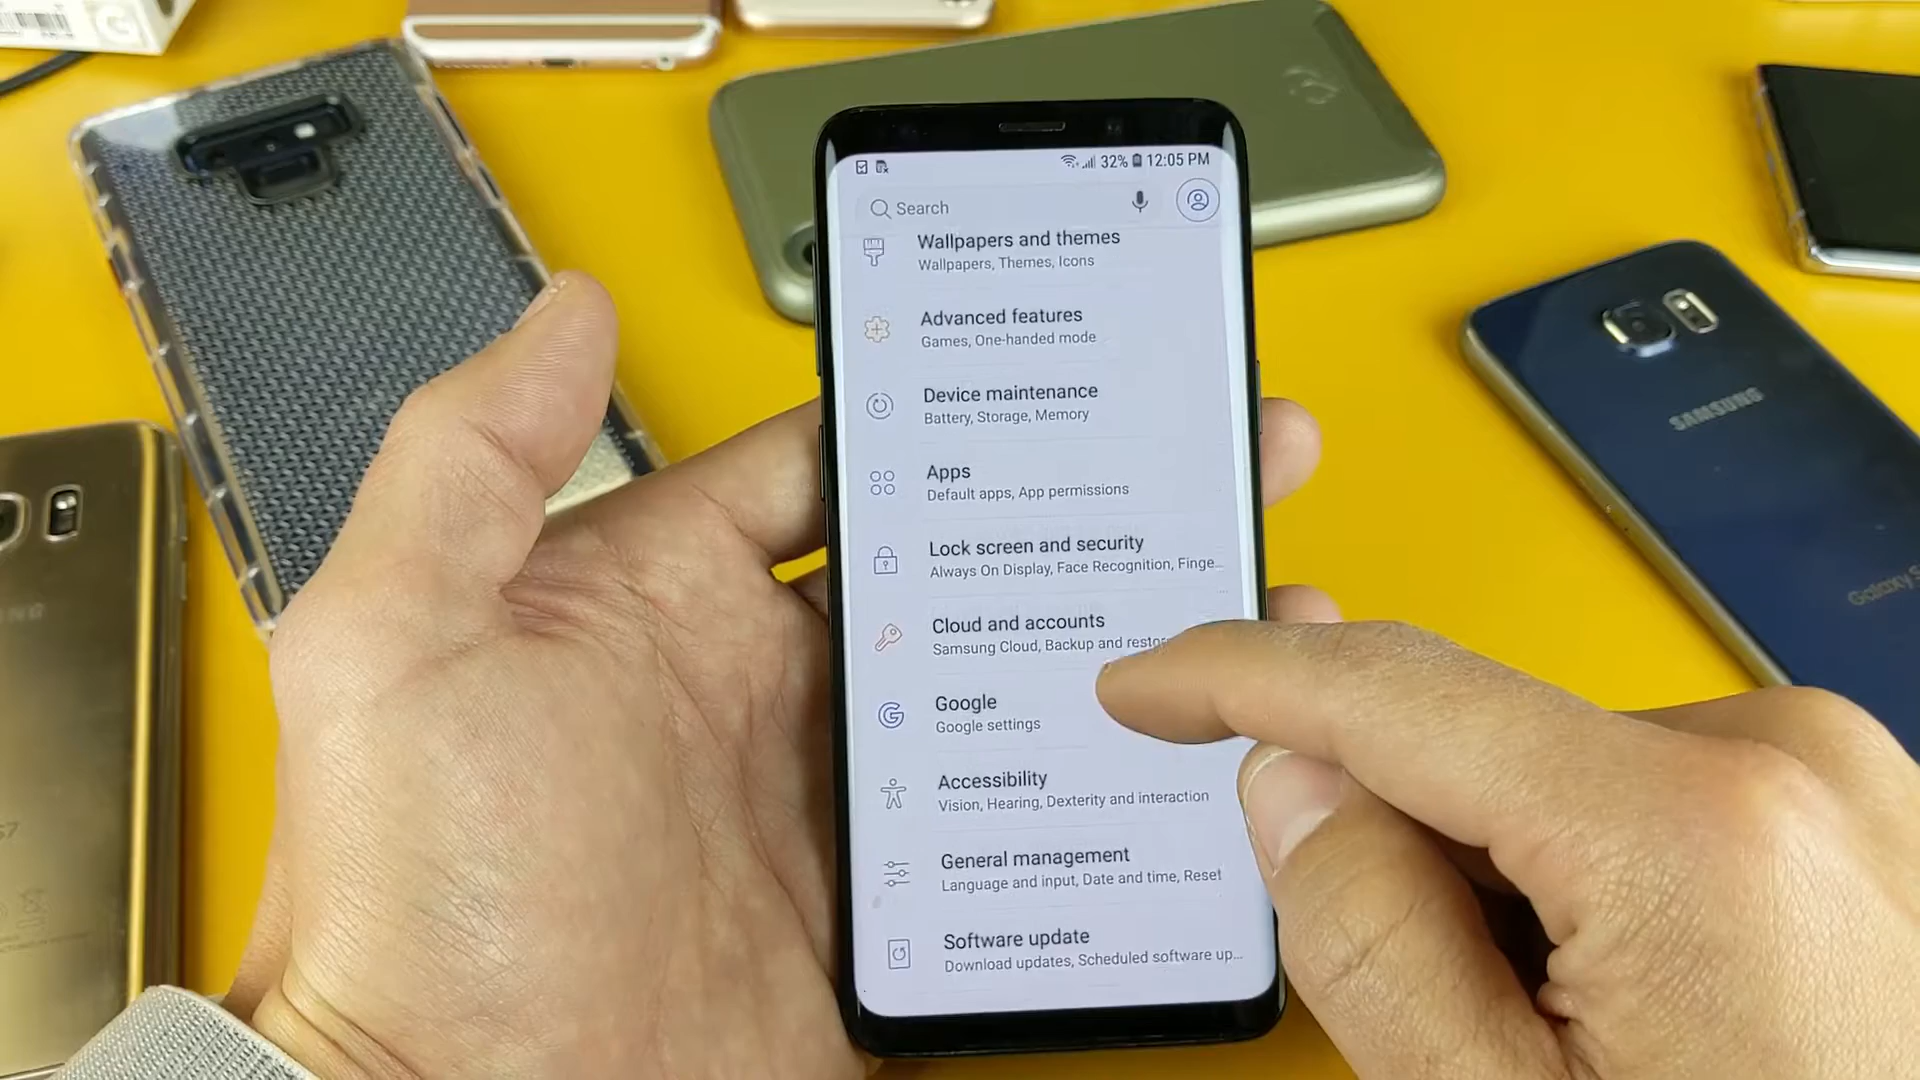 32% 12:05 PM
Search
Wallpapers and themes
Wallpapers, Themes, Icons
Advanced features
Games, One-handed mode
Device maintenance
Battery, Storage, Memory
Apps
Default apps, App permissions
Lock screen and security
Always On Display, Face Recognition, Finge...
Cloud and accounts
Samsung Cloud, Backup and resto
Google
Google settings
Accessibility
Vision, Hearing, Dexterity and interaction
General management
Language and input, Date and time, Reset
Software update
Download updates, Scheduled software up...
SAMSUNG
Galaxy S